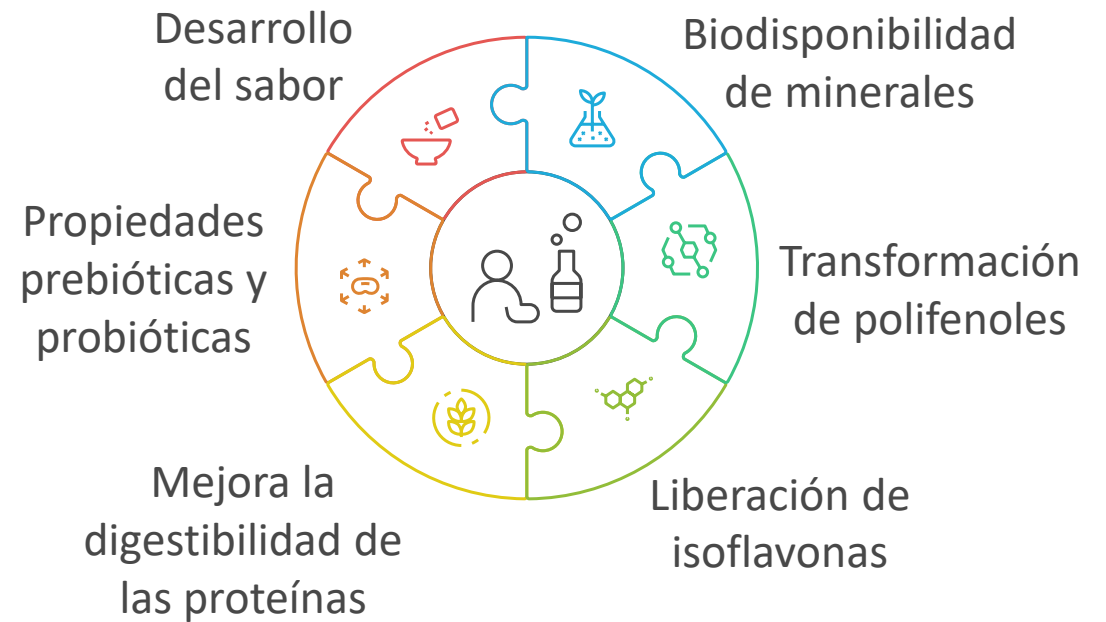 Desarrollo
del sabor
Biodisponibilidad
de minerales
Propiedades
prebióticas y
probióticas
Transformación
de polifenoles
Mejora la
digestibilidad de
las proteínas
Liberación de
isoflavonas